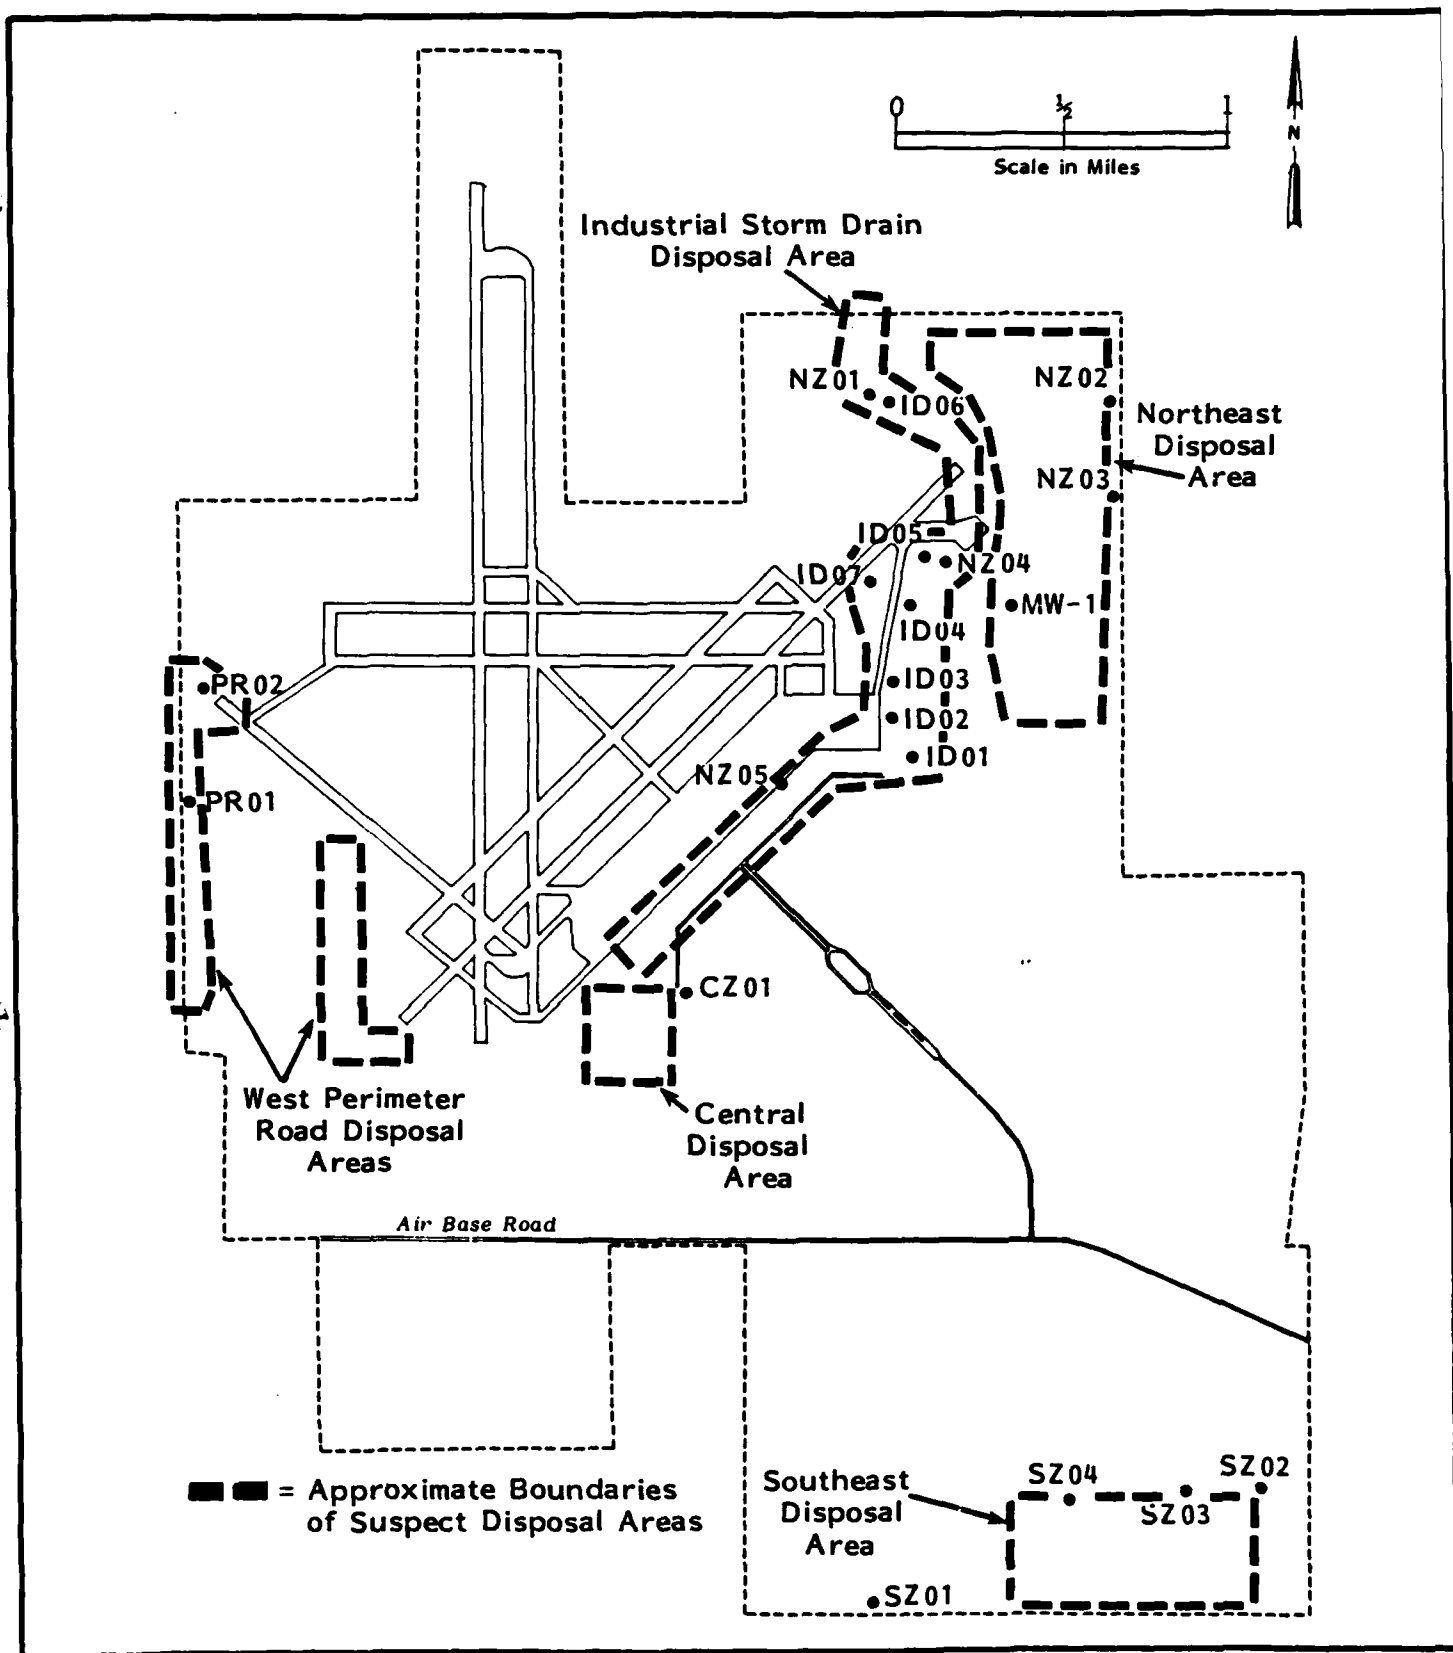 0 ½ 1
N
Scale in Miles
Industrial Storm Drain
Disposal Area
NZ01
ID06
NZ02
Northeast
Disposal
Area
NZ03
ID05
NZ04
ID07
MW-1
ID04
ID03
PR02
ID02
ID01
NZ05
PR01
CZ01
West Perimeter
Road Disposal
Areas
Central
Disposal
Area
Air Base Road
= Approximate Boundaries
of Suspect Disposal Areas
Southeast
Disposal
Area
SZ04
SZ02
SZ03
SZ01